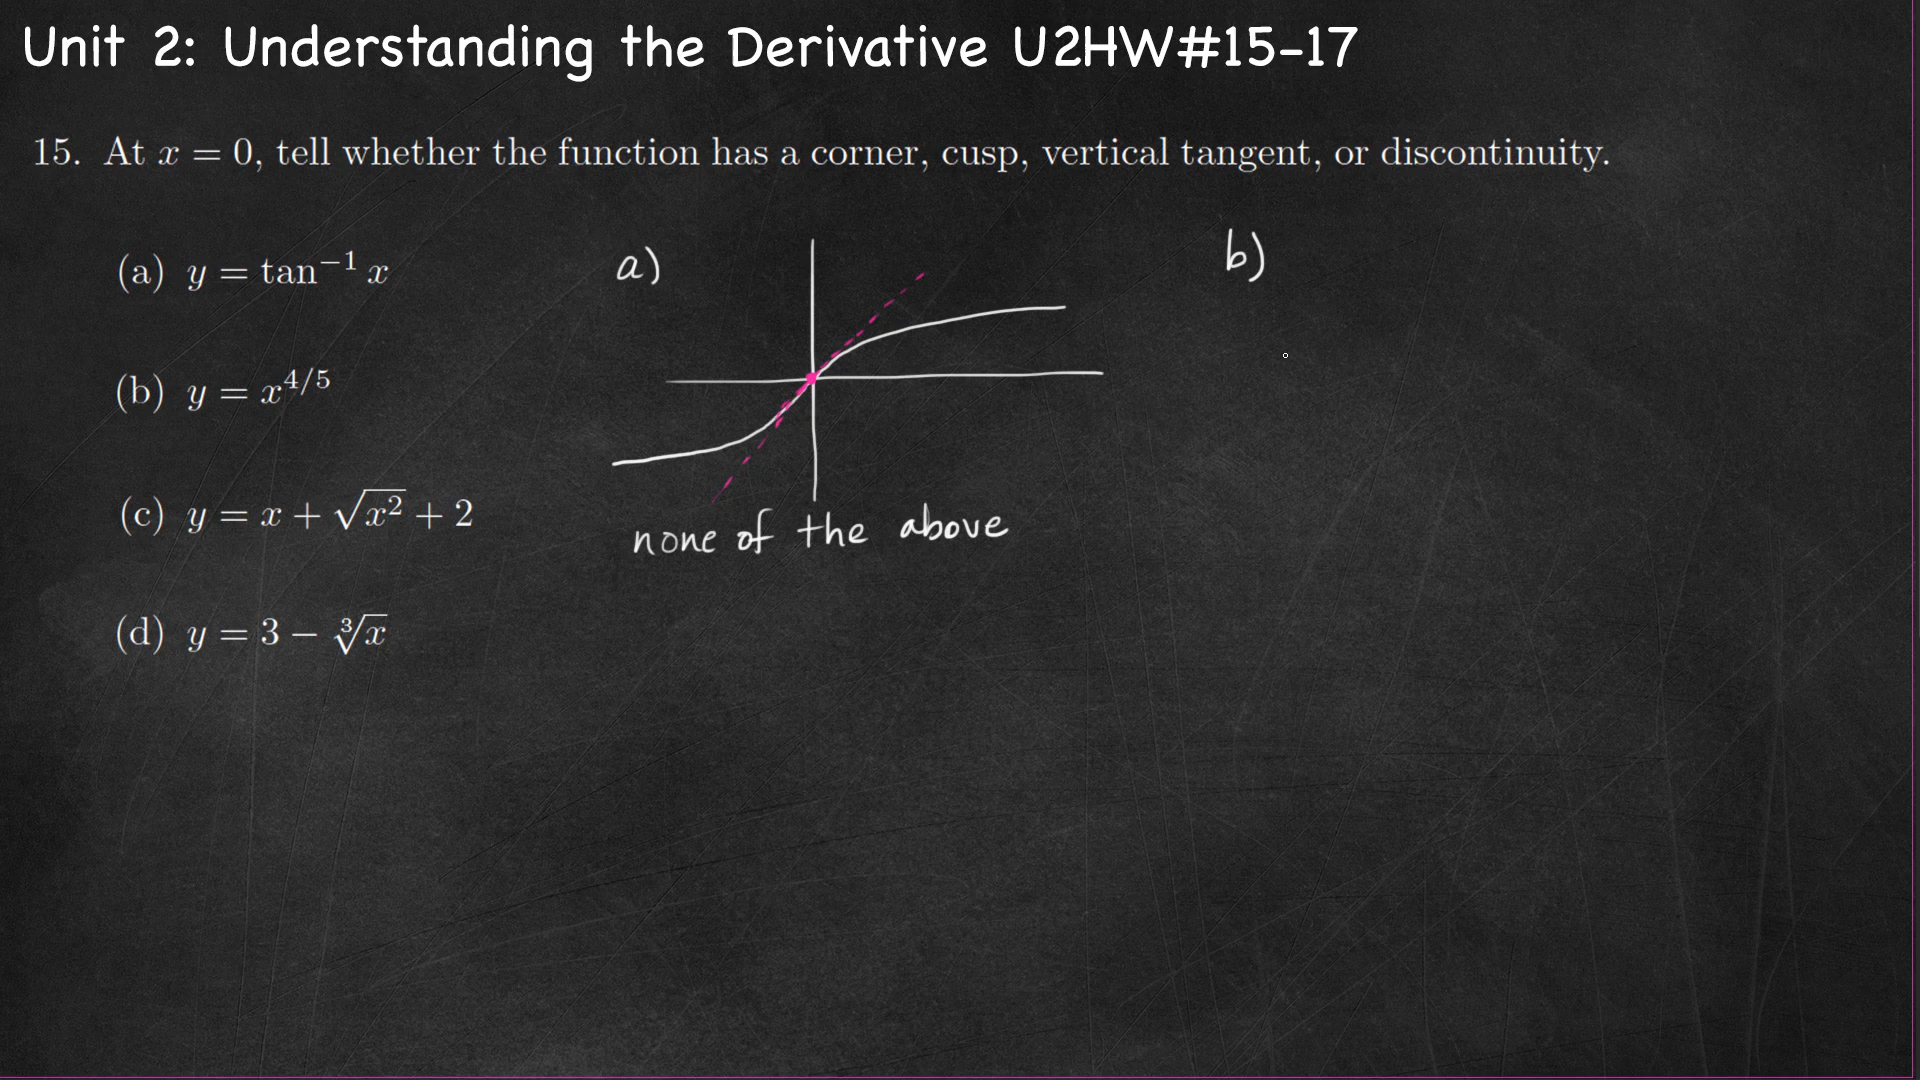 Unit 2: Understanding the Derivative U2HW#15-17
15. At x = 0, tell whether the function has a corner, cusp, vertical tangent, or discontinuity.
(a) y = tan⁻¹ x
(b) y = x^{4/5}
(c) y = x + √(x²) + 2
(d) y = 3 − ∛x
a)
none of the above
b)